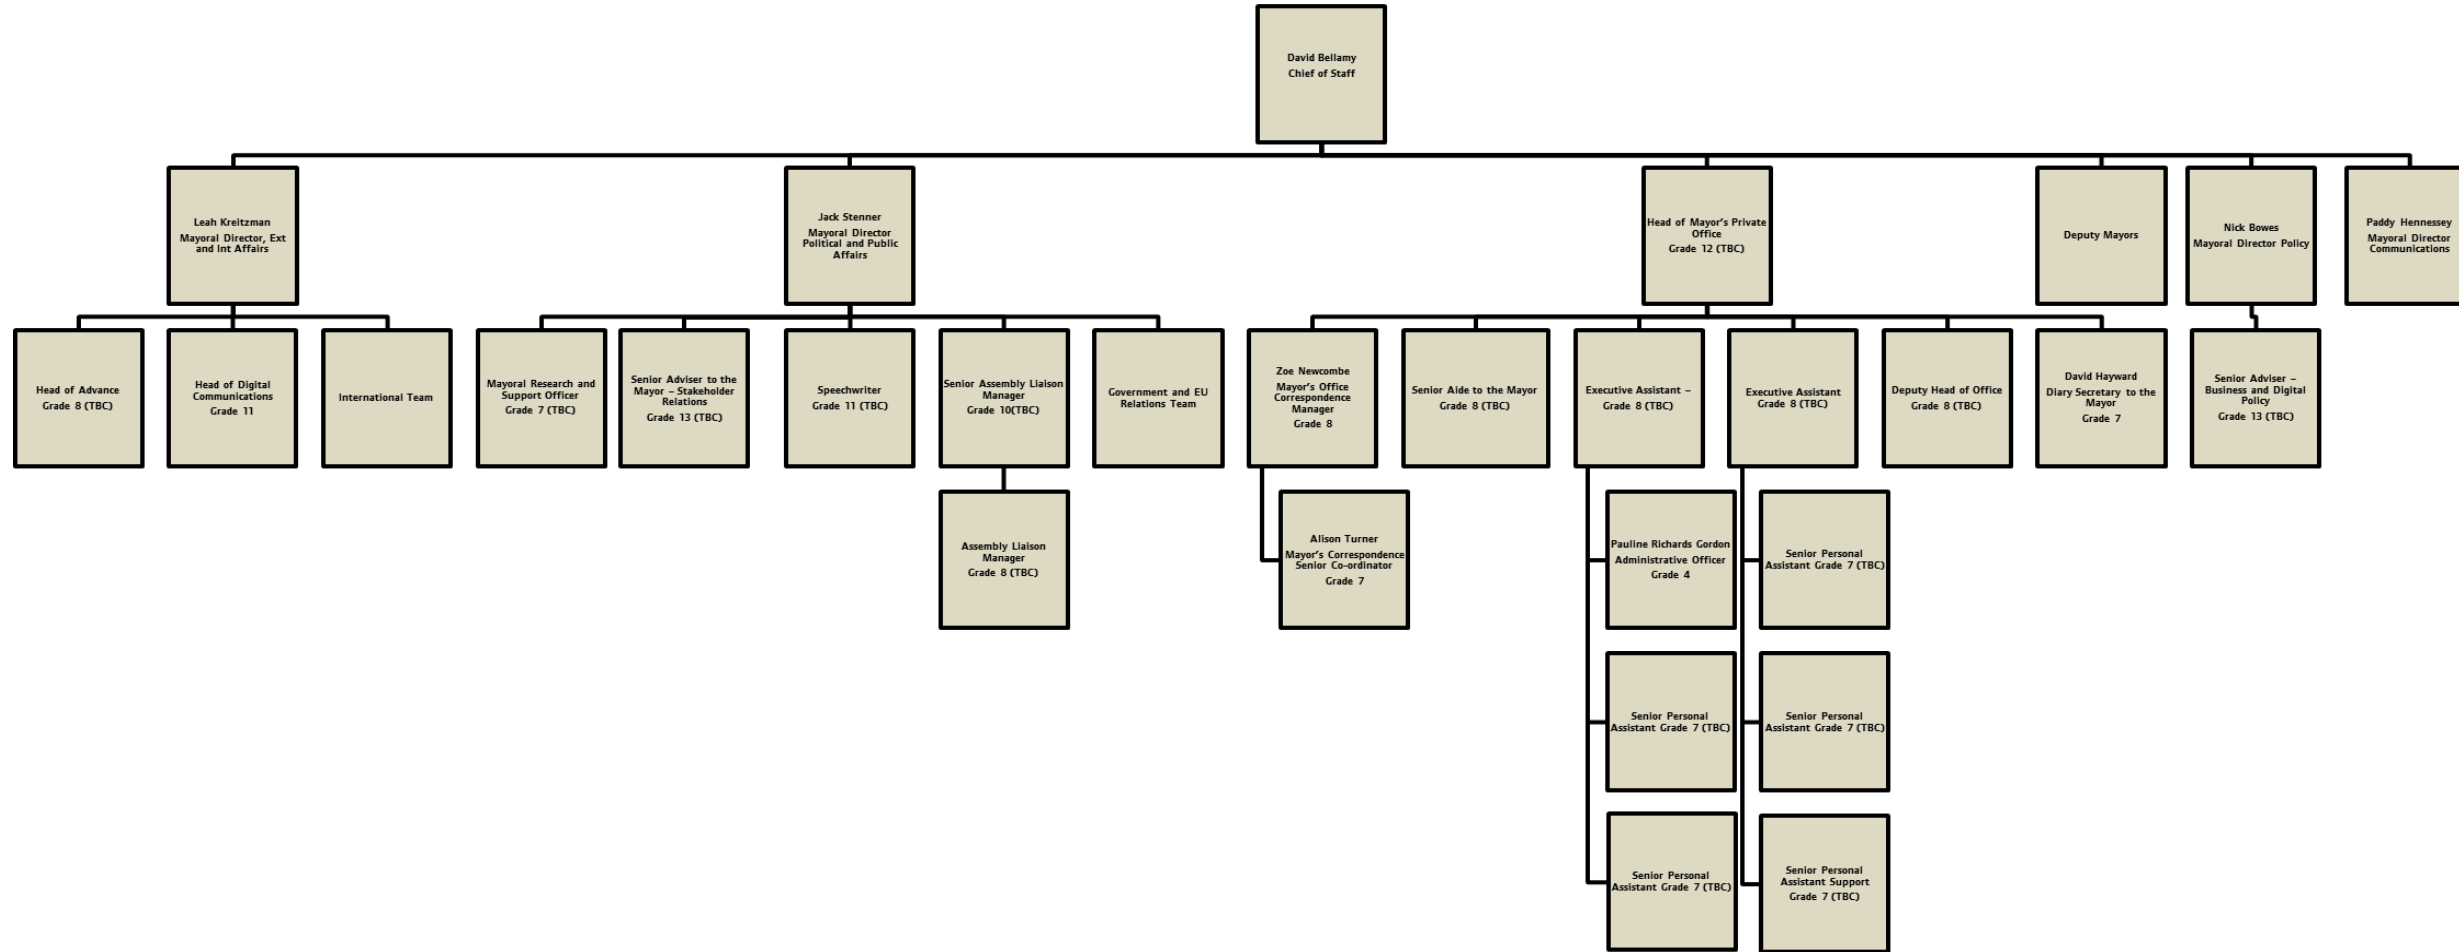 David Bellamy
Chief of Staff
Leah Kreitzman
Mayoral Director, Ext
and Int Affairs
Jack Stenner
Mayoral Director
Political and Public
Affairs
Head of Mayor’s Private
Office
Grade 12 (TBC)
Deputy Mayors
Nick Bowes
Mayoral Director Policy
Paddy Hennessey
Mayoral Director
Communications
Head of Advance
Grade 8 (TBC)
Head of Digital
Communications
Grade 11
International Team
Mayoral Research and
Support Officer
Grade 7 (TBC)
Senior Adviser to the
Mayor – Stakeholder
Relations
Grade 13 (TBC)
Speechwriter
Grade 11 (TBC)
Senior Assembly Liaison
Manager
Grade 10(TBC)
Government and EU
Relations Team
Zoe Newcombe
Mayor’s Office
Correspondence
Manager
Grade 8
Senior Aide to the Mayor
Grade 8 (TBC)
Executive Assistant –
Grade 8 (TBC)
Executive Assistant
Grade 8 (TBC)
Deputy Head of Office
Grade 8 (TBC)
David Hayward
Diary Secretary to the
Mayor
Grade 7
Senior Adviser –
Business and Digital
Policy
Grade 13 (TBC)
Assembly Liaison
Manager
Grade 8 (TBC)
Alison Turner
Mayor’s Correspondence
Senior Co-ordinator
Grade 7
Pauline Richards Gordon
Administrative Officer
Grade 4
Senior Personal
Assistant Grade 7 (TBC)
Senior Personal
Assistant Grade 7 (TBC)
Senior Personal
Assistant Grade 7 (TBC)
Senior Personal
Assistant Grade 7 (TBC)
Senior Personal
Assistant Support
Grade 7 (TBC)